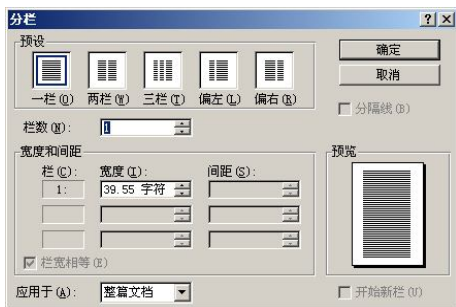 分栏
预设
一栏(O) 两栏(W) 三栏(T) 偏左(L) 偏右(R)
确定
取消
分隔线(B)
栏数(N): 1
宽度和间距
栏(C): 宽度(I): 间距(S):
1: 39.55 字符
栏宽相等(E)
预览
应用于(A): 整篇文档
开始新栏(U)